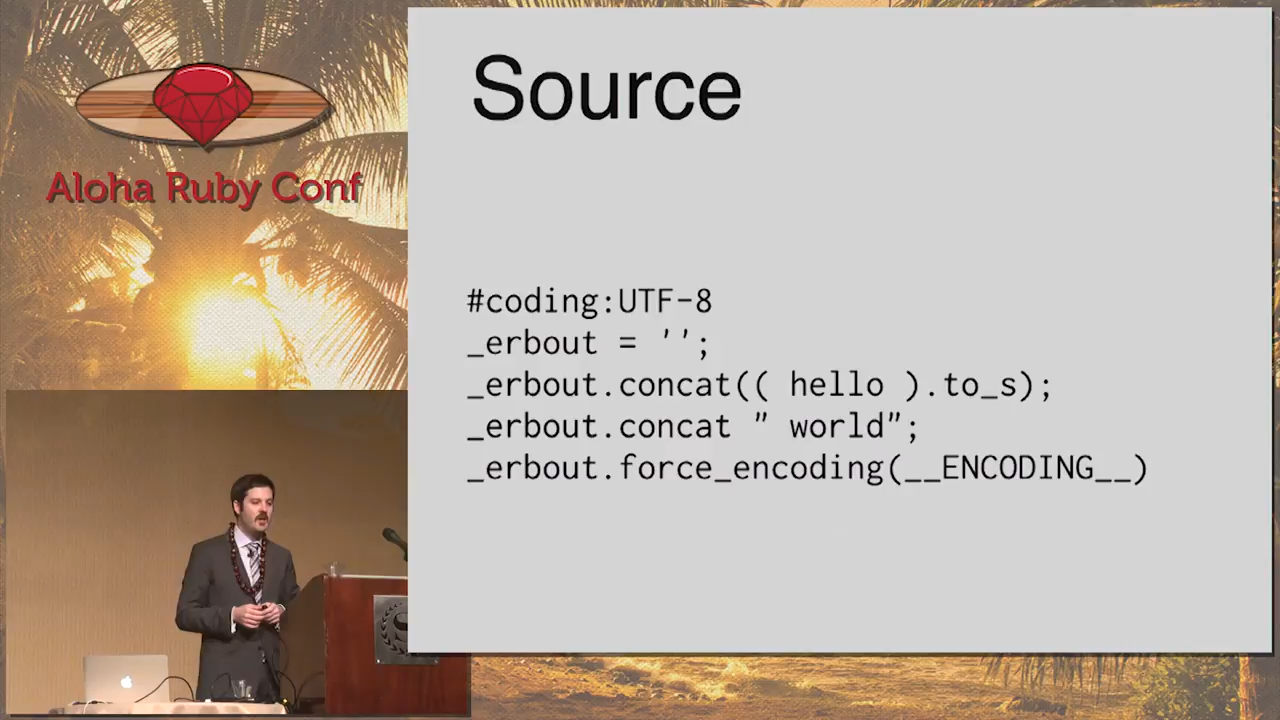 Aloha Ruby Conf
Source
#coding:UTF-8
_erbout = '';
_erbout.concat(( hello ).to_s);
_erbout.concat " world";
_erbout.force_encoding(__ENCODING__)
S